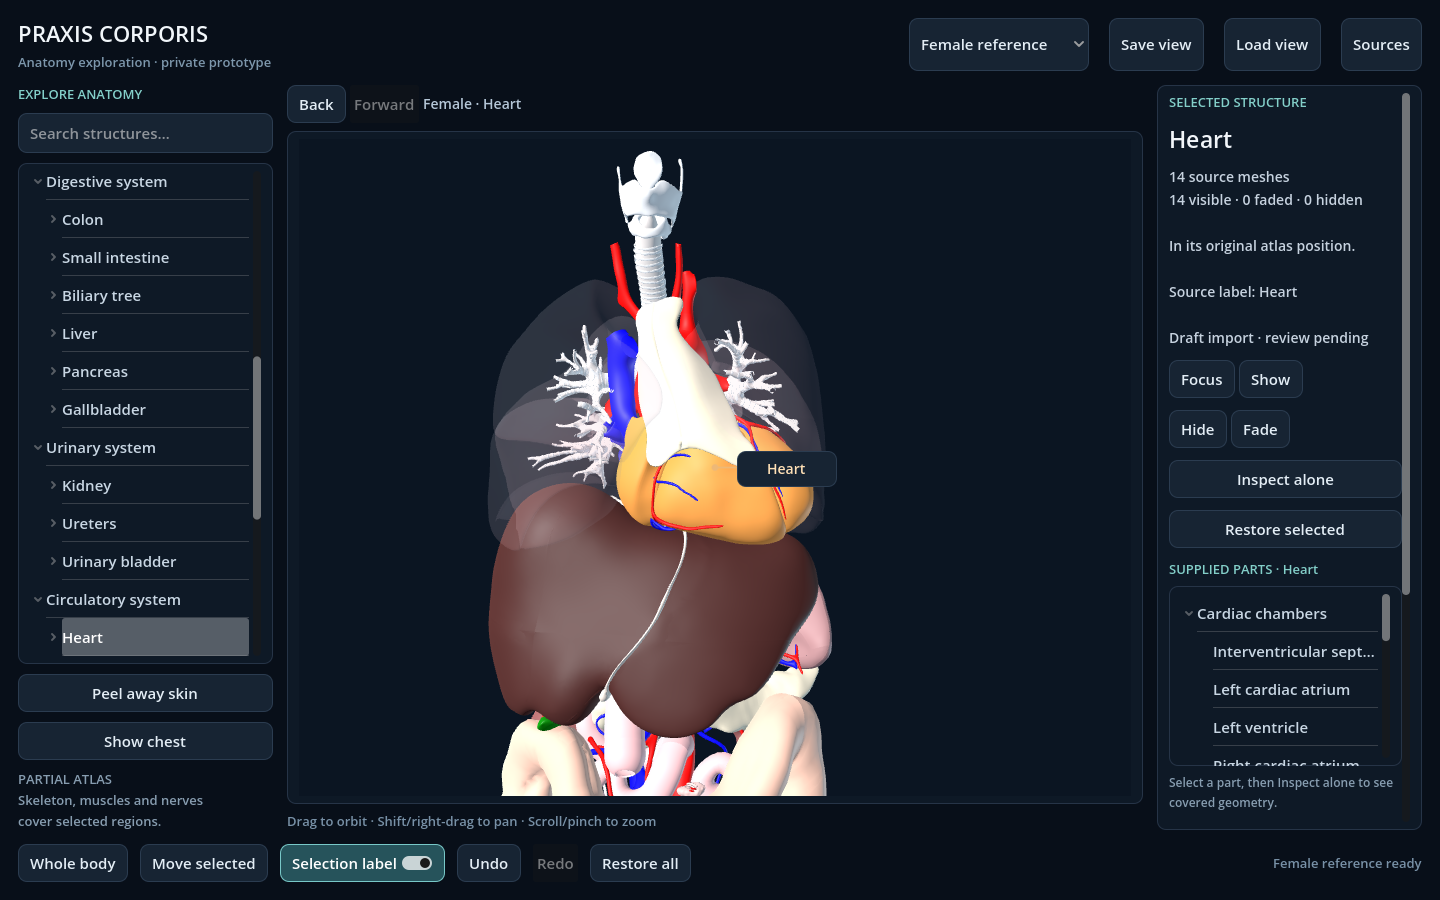 PRAXIS CORPORIS
Anatomy exploration · private prototype
Female reference
Save view
Load view
Sources
EXPLORE ANATOMY
Search structures...
Digestive system
Colon
Small intestine
Biliary tree
Liver
Pancreas
Gallbladder
Urinary system
Kidney
Ureters
Urinary bladder
Circulatory system
Heart
Peel away skin
Show chest
PARTIAL ATLAS
Skeleton, muscles and nerves
cover selected regions.
Back
Forward
Female · Heart
Heart
Drag to orbit · Shift/right-drag to pan · Scroll/pinch to zoom
SELECTED STRUCTURE
Heart
14 source meshes
14 visible · 0 faded · 0 hidden
In its original atlas position.
Source label: Heart
Draft import · review pending
Focus
Show
Hide
Fade
Inspect alone
Restore selected
SUPPLIED PARTS · Heart
Cardiac chambers
Interventricular sept...
Left cardiac atrium
Left ventricle
Right cardiac atrium
Select a part, then Inspect alone to see
covered geometry.
Whole body
Move selected
Selection label
Undo
Redo
Restore all
Female reference ready